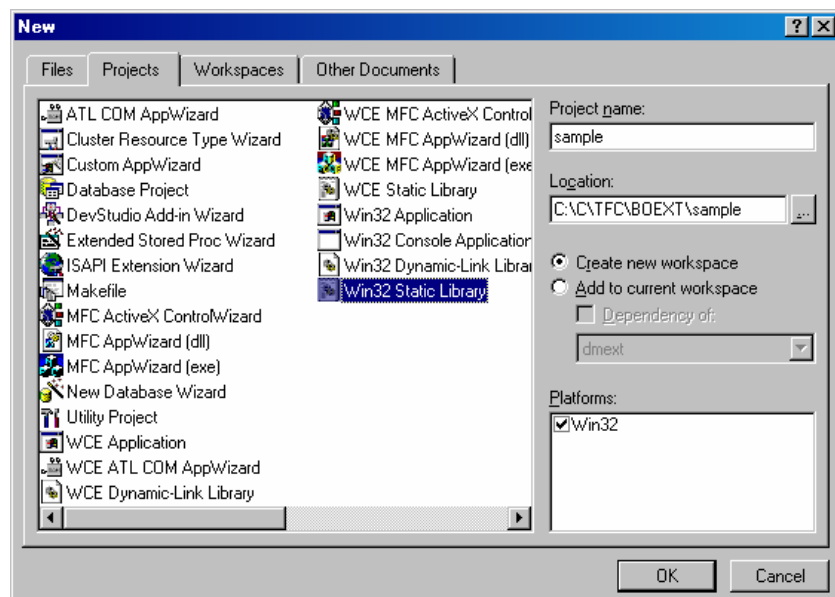 New
Files
Projects
Workspaces
Other Documents
ATL COM AppWizard
Cluster Resource Type Wizard
Custom AppWizard
Database Project
DevStudio Add-in Wizard
Extended Stored Proc Wizard
ISAPI Extension Wizard
Makefile
MFC ActiveX ControlWizard
MFC AppWizard (dll)
MFC AppWizard (exe)
New Database Wizard
Utility Project
WCE Application
WCE ATL COM AppWizard
WCE Dynamic-Link Library
WCE MFC ActiveX Control
WCE MFC AppWizard (dll)
WCE MFC AppWizard (exe
WCE Static Library
Win32 Application
Win32 Console Application
Win32 Dynamic-Link Librar
Win32 Static Library
Project name:
sample
Location:
C:\C\TFC\BOEXT\sample
...
Create new workspace
Add to current workspace
Dependency of:
dmext
Platforms:
Win32
OK
Cancel